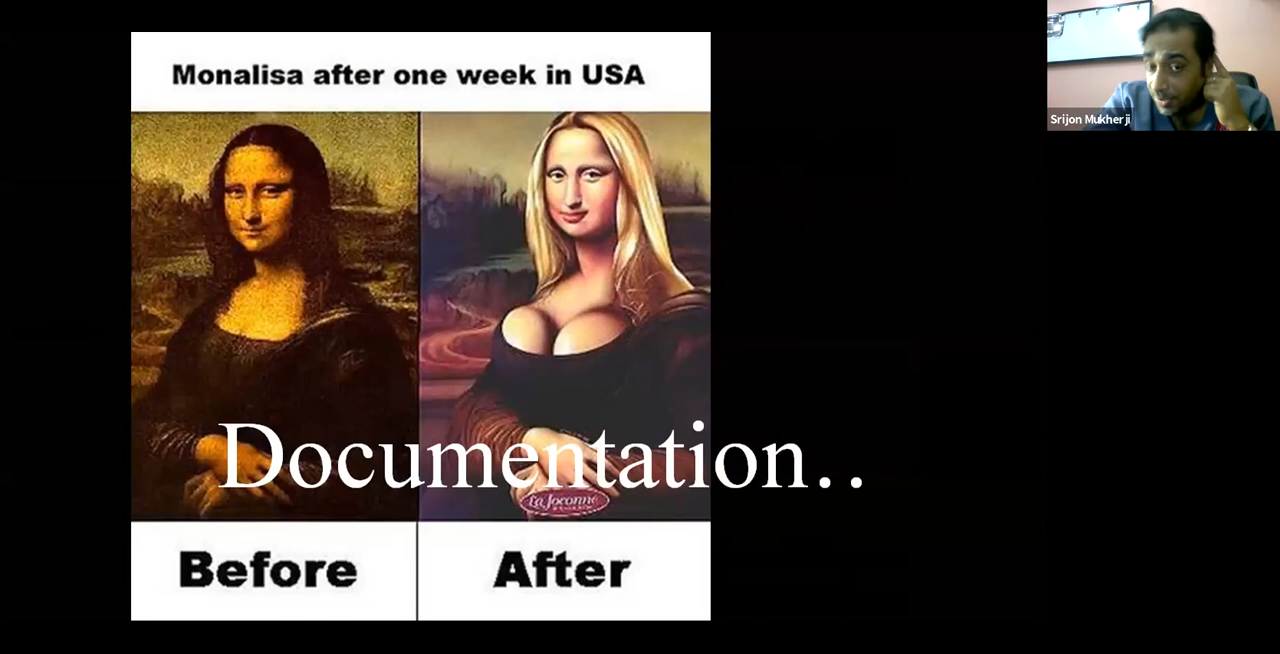 Monalisa after one week in USA
Srijon Mukherji
Documentation..
La Joconne
Before
After